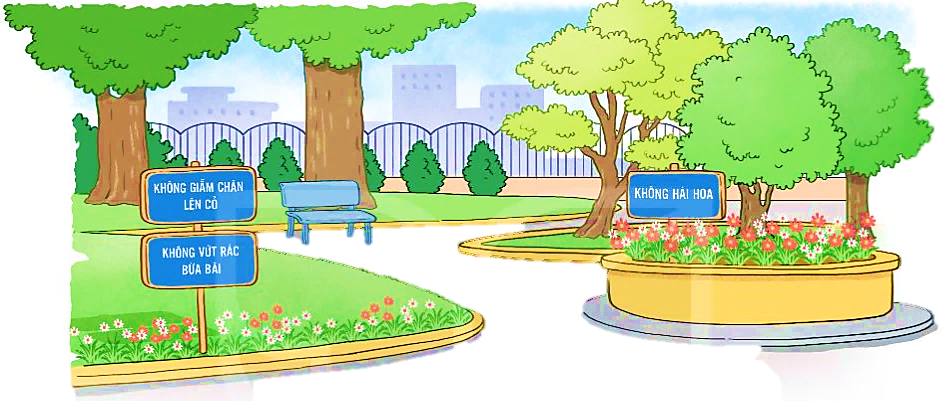 KHÔNG GIẪM CHÂN
LÊN CỎ
KHÔNG VỨT RÁC
BỪA BÃI
KHÔNG HÁI HOA